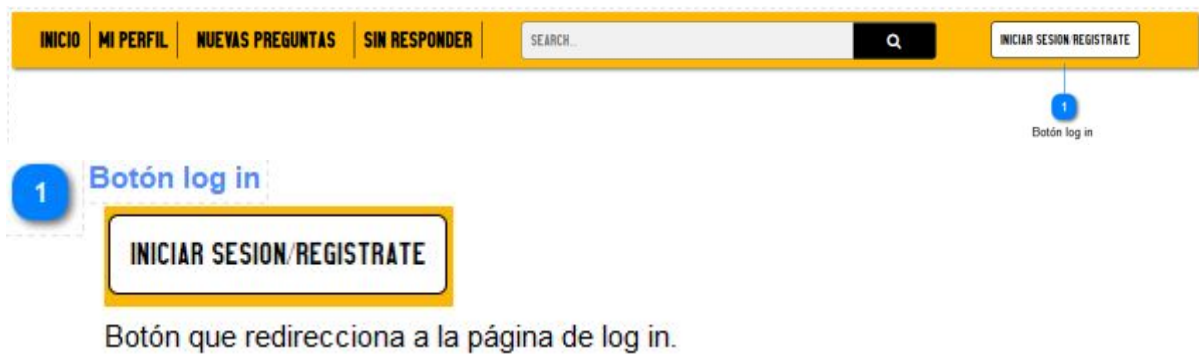 INICIO MI PERFIL NUEVAS PREGUNTAS SIN RESPONDER SEARCH... INICIAR SESION/REGISTRATE
1
Botón log in
1 Botón log in
INICIAR SESION/REGISTRATE
Botón que redirecciona a la página de log in.